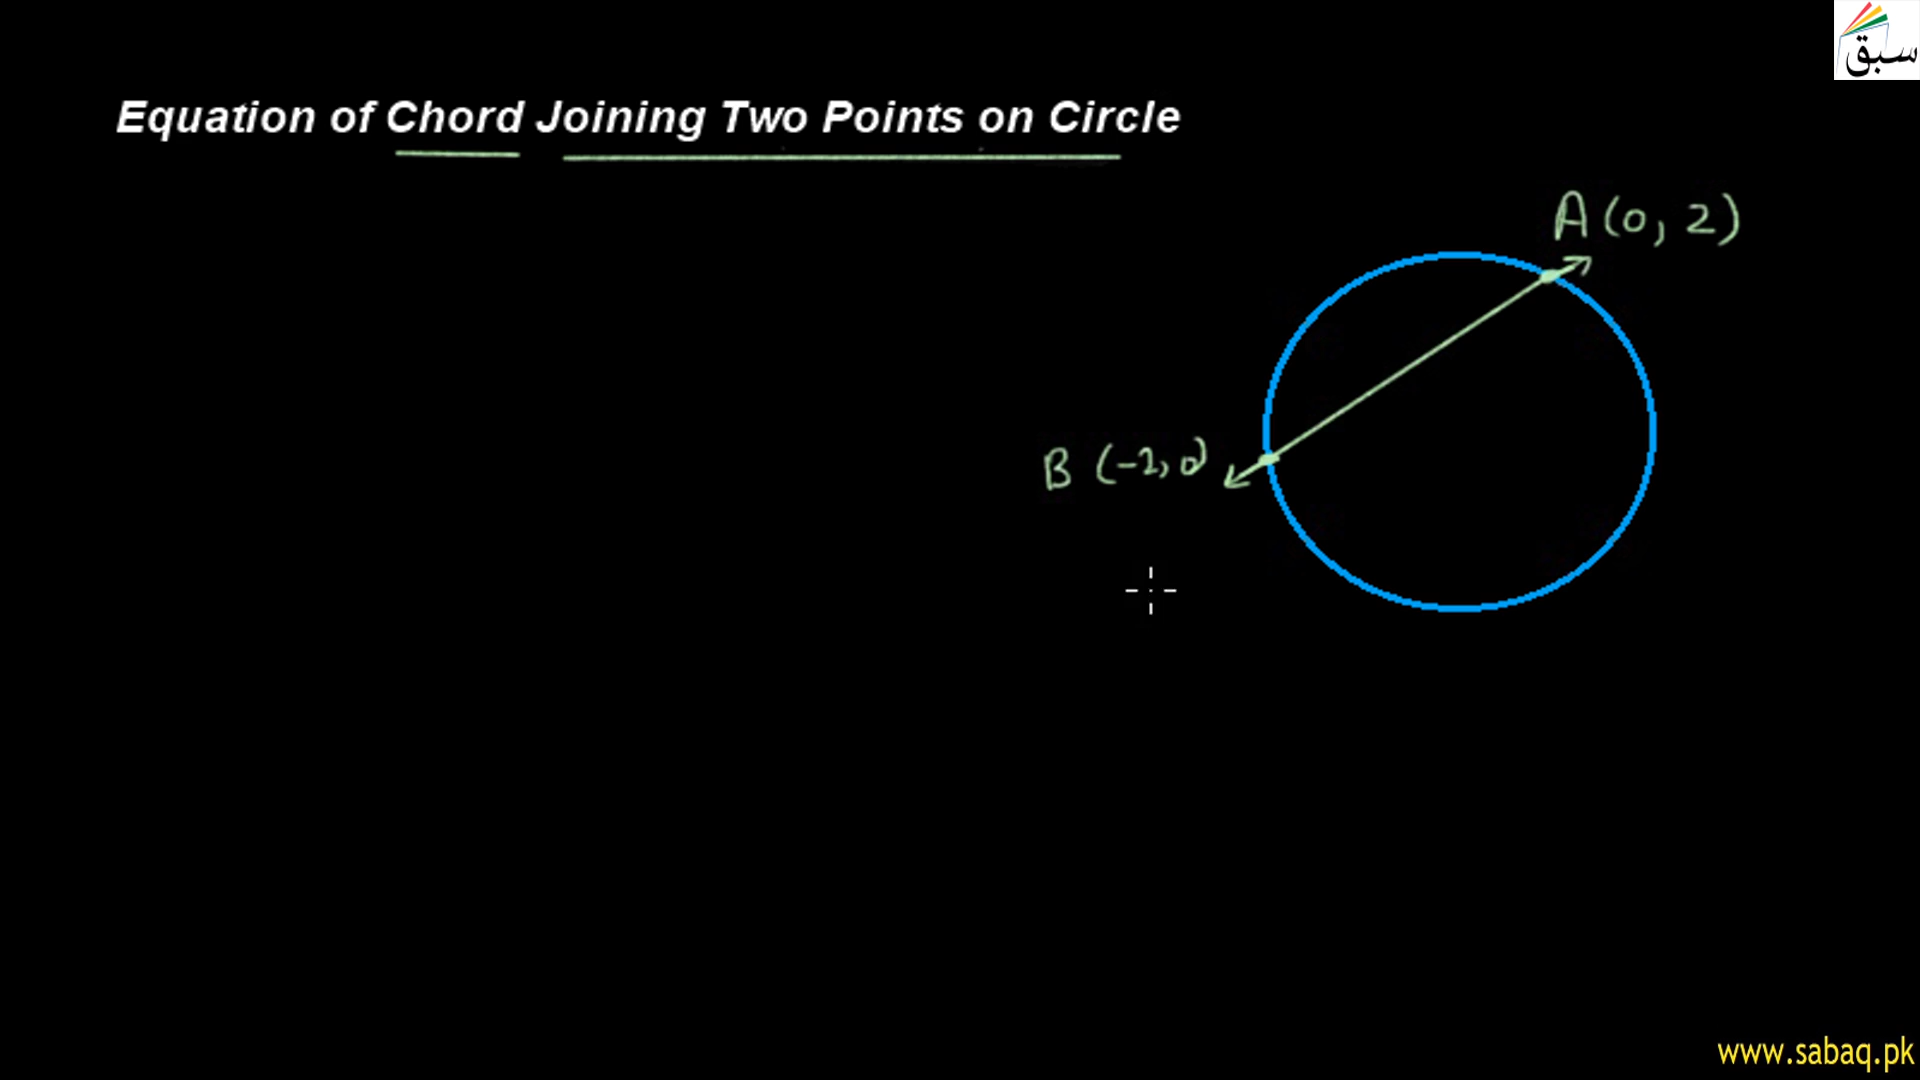 سبق
Equation of Chord Joining Two Points on Circle
A (0, 2)
B (-2, 0)
www.sabaq.pk